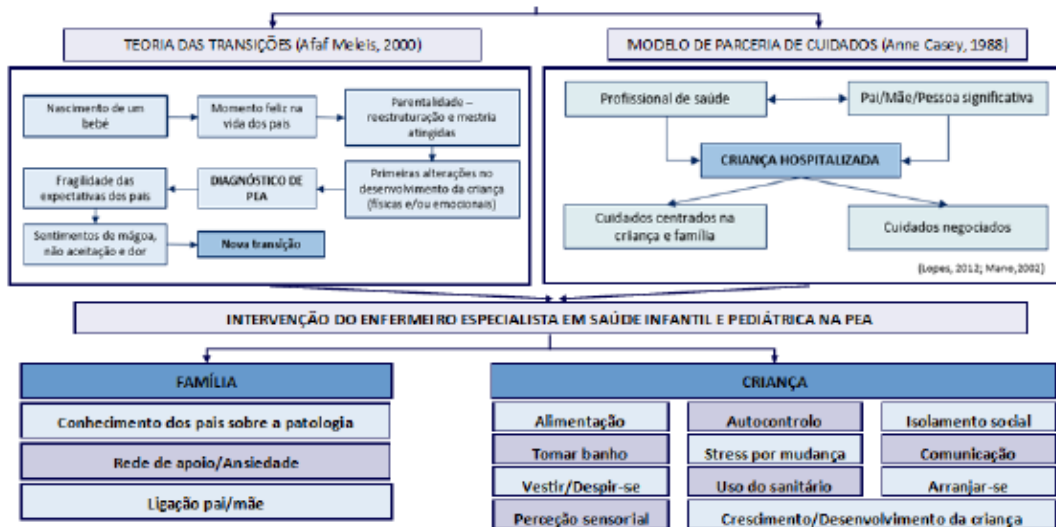 TEORIA DAS TRANSIÇÕES (Afaf Meleis, 2000)
MODELO DE PARCERIA DE CUIDADOS (Anne Casey, 1988)
Nascimento de um
bebé
Momento feliz na
vida dos pais
Parentalidade –
reestruturação e mestria
atingidas
Fragilidade das
expectativas dos pais
DIAGNÓSTICO DE
PEA
Primeiras alterações no
desenvolvimento da criança
(físicas e/ou emocionais)
Sentimentos de mágoa,
não aceitação e dor
Nova transição
Profissional de saúde
Pai/Mãe/Pessoa significativa
CRIANÇA HOSPITALIZADA
Cuidados centrados na
criança e família
Cuidados negociados
(Lopes, 2012; Mano,2002)
INTERVENÇÃO DO ENFERMEIRO ESPECIALISTA EM SAÚDE INFANTIL E PEDIÁTRICA NA PEA
FAMÍLIA
Conhecimento dos pais sobre a patologia
Rede de apoio/Ansiedade
Ligação pai/mãe
CRIANÇA
Alimentação
Autocontrolo
Isolamento social
Tomar banho
Stress por mudança
Comunicação
Vestir/Despir-se
Uso do sanitário
Arranjar-se
Perceção sensorial
Crescimento/Desenvolvimento da criança